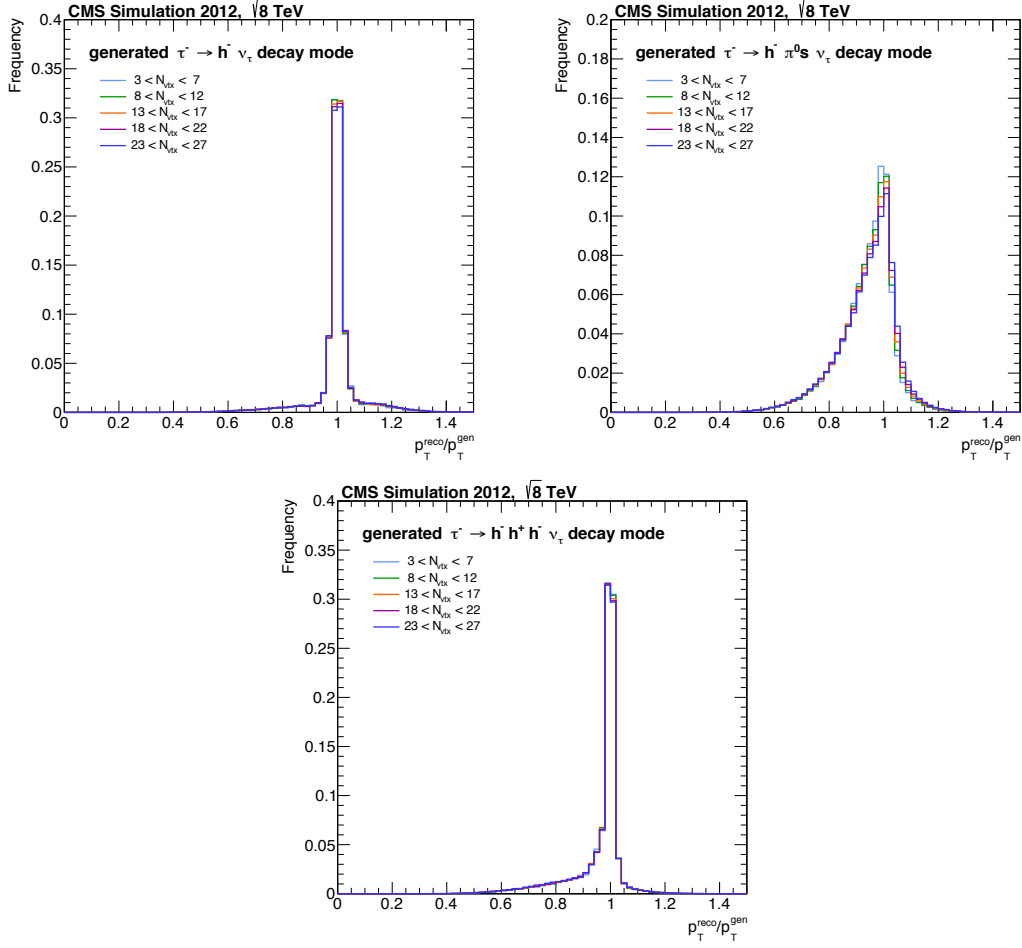 CMS Simulation 2012, √8 TeV
Frequency
generated τ⁻ → h⁻ ν_τ decay mode
3 < N_vtx < 7
8 < N_vtx < 12
13 < N_vtx < 17
18 < N_vtx < 22
23 < N_vtx < 27
0.4
0.35
0.3
0.25
0.2
0.15
0.1
0.05
0
0 0.2 0.4 0.6 0.8 1 1.2 1.4
p_T^reco/p_T^gen
CMS Simulation 2012, √8 TeV
Frequency
generated τ⁻ → h⁻ π⁰s ν_τ decay mode
3 < N_vtx < 7
8 < N_vtx < 12
13 < N_vtx < 17
18 < N_vtx < 22
23 < N_vtx < 27
0.2
0.18
0.16
0.14
0.12
0.1
0.08
0.06
0.04
0.02
0
0 0.2 0.4 0.6 0.8 1 1.2 1.4
p_T^reco/p_T^gen
CMS Simulation 2012, √8 TeV
Frequency
generated τ⁻ → h⁻ h⁺ h⁻ ν_τ decay mode
3 < N_vtx < 7
8 < N_vtx < 12
13 < N_vtx < 17
18 < N_vtx < 22
23 < N_vtx < 27
0.4
0.35
0.3
0.25
0.2
0.15
0.1
0.05
0
0 0.2 0.4 0.6 0.8 1 1.2 1.4
p_T^reco/p_T^gen